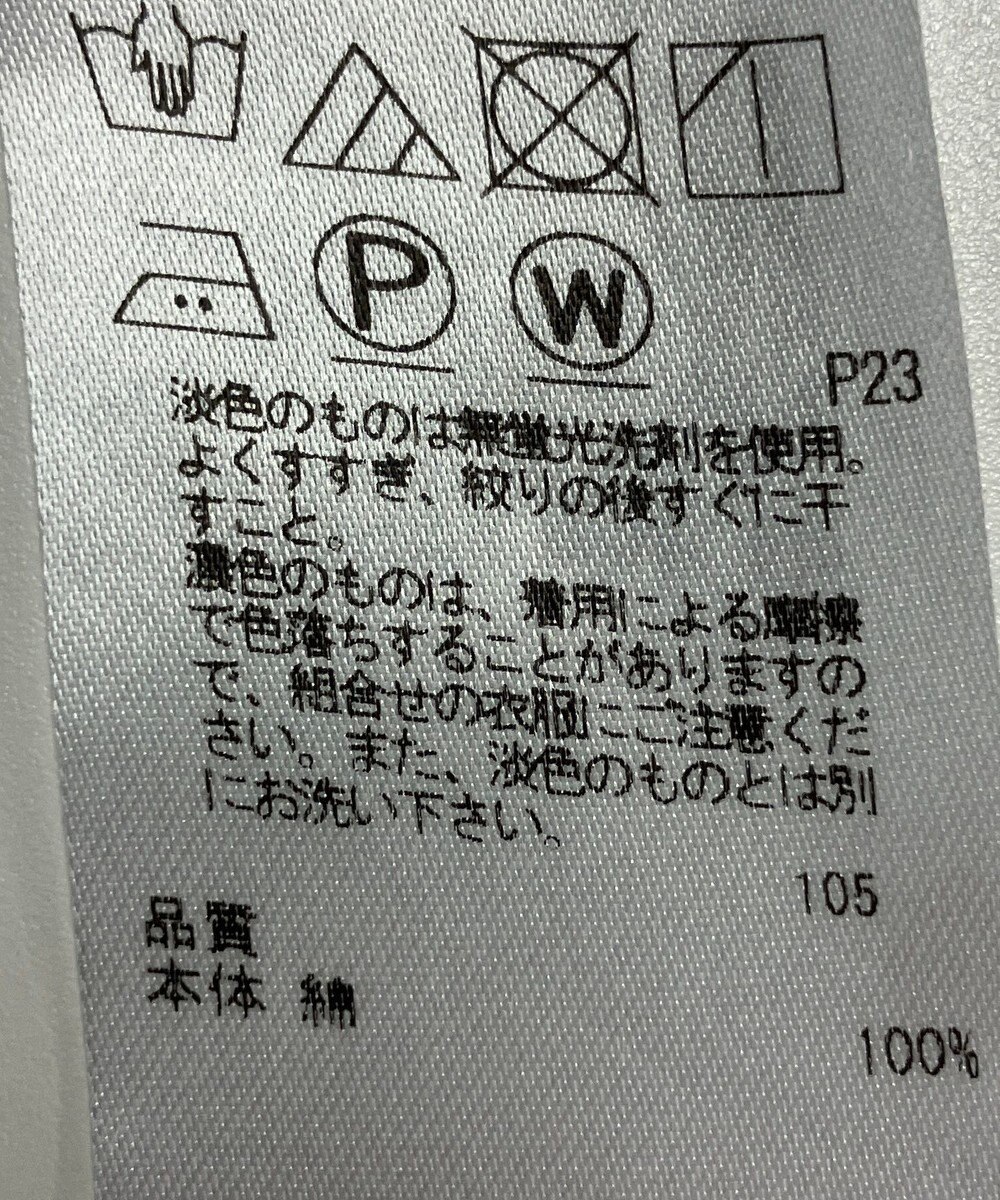 P
W
P23
淡色のものは無蛍光洗剤を使用。
よくすすぎ、絞りの後すぐに干
すこと。
濃色のものは、着用による摩擦
で色落ちすることがありますの
で、組合せの衣服にご注意くだ
さい。また、淡色のものとは別
にお洗い下さい。
105
品質
本体 綿
100%